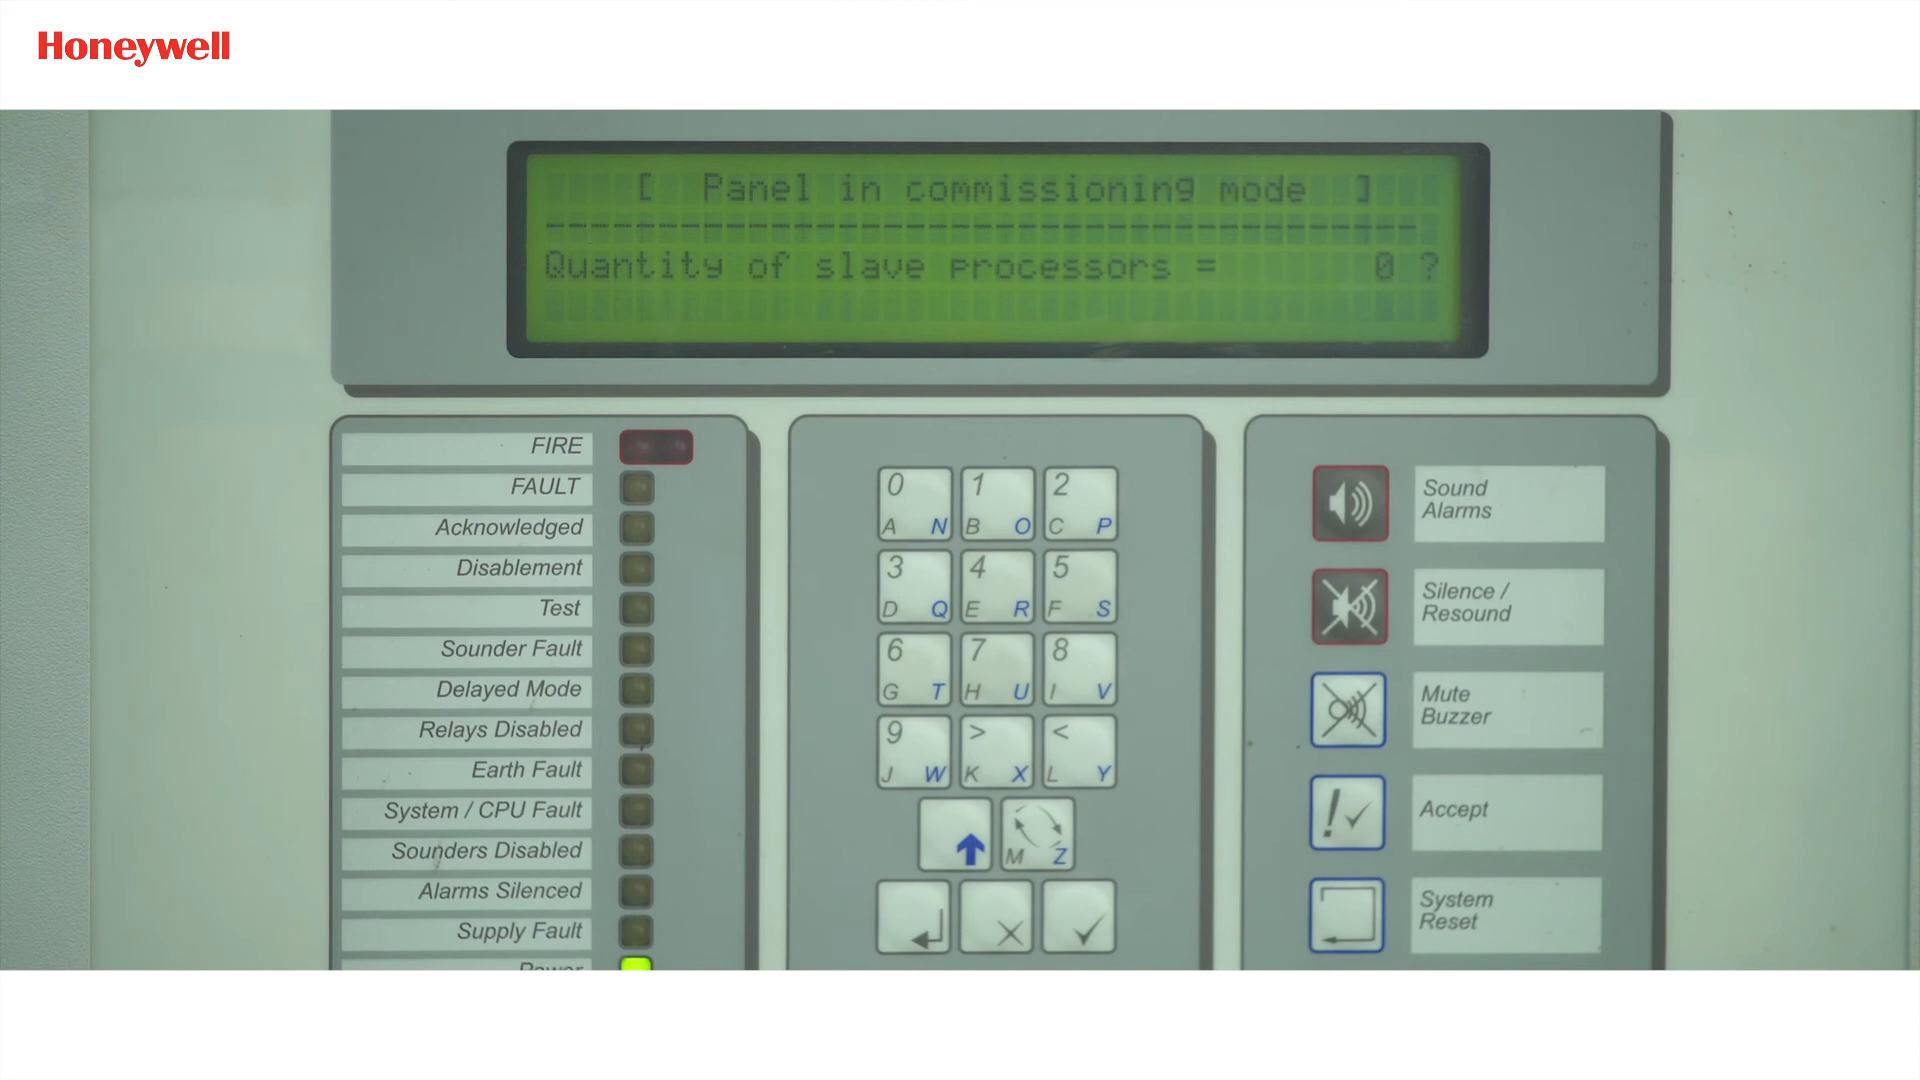 Honeywell
[ Panel in commissioning mode ]
----------------------------------------
Quantity of slave processors = 0 ?
FIRE
FAULT
Acknowledged
Disablement
Test
Sounder Fault
Delayed Mode
Relays Disabled
Earth Fault
System / CPU Fault
Sounders Disabled
Alarms Silenced
Supply Fault
Power
0 1 2
A N B O C P
3 4 5
D Q E R F S
6 7 8
G T H U I V
9 > <
J W K X L Y
M Z
Sound
Alarms
Silence /
Resound
Mute
Buzzer
! Accept
System
Reset